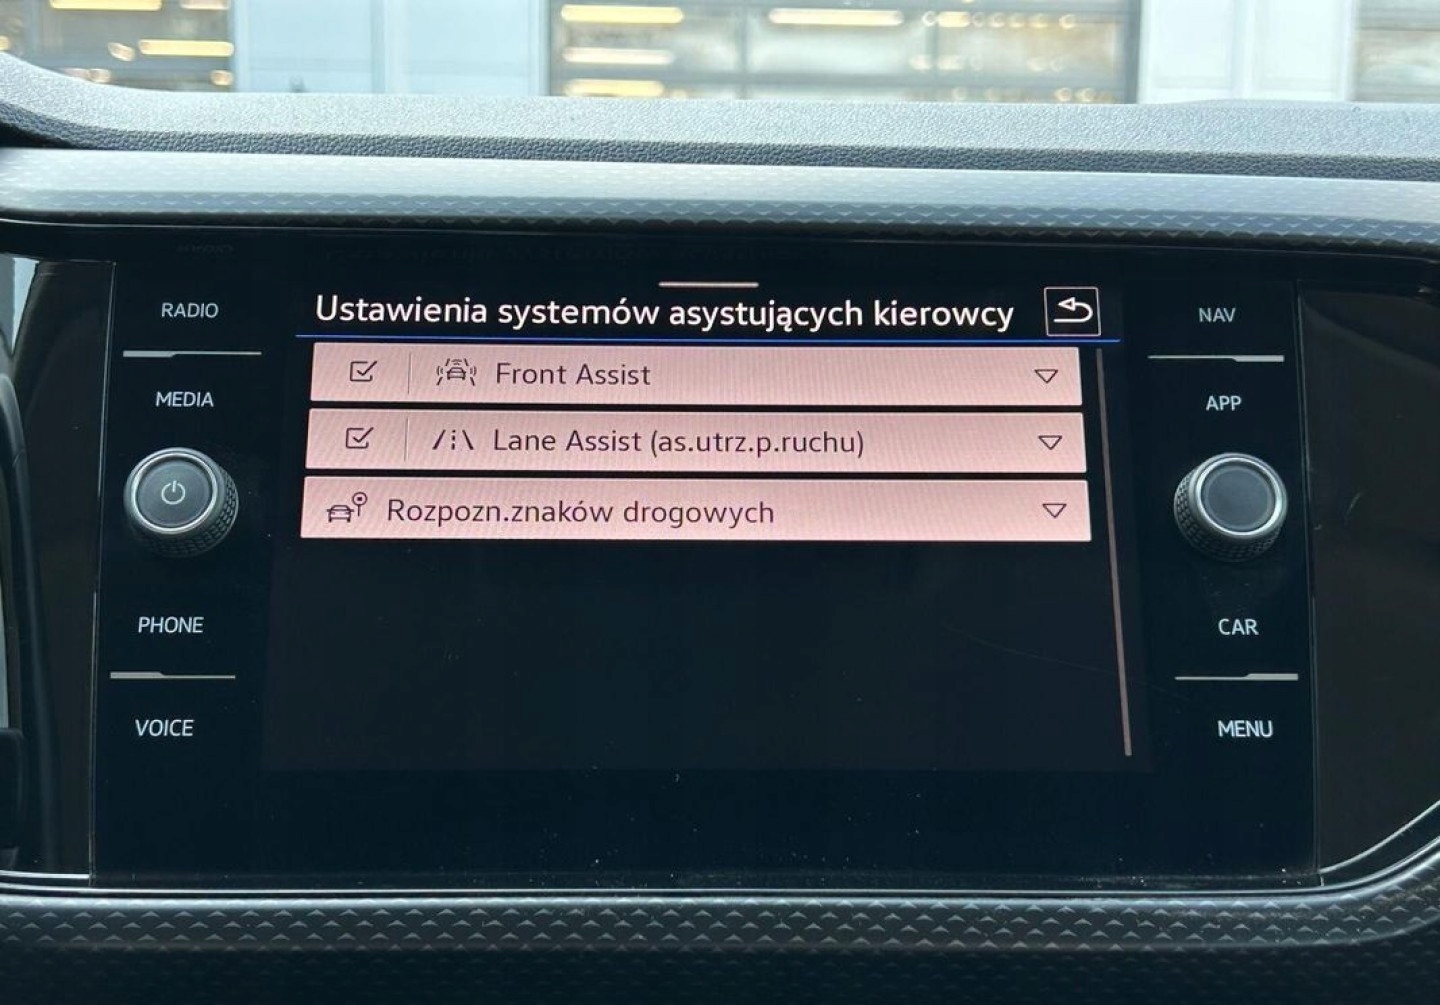 Ustawienia systemów asystujących kierowcy
Front Assist
Lane Assist (as.utrz.p.ruchu)
Rozpozn.znaków drogowych
RADIO
MEDIA
PHONE
VOICE
NAV
APP
CAR
MENU